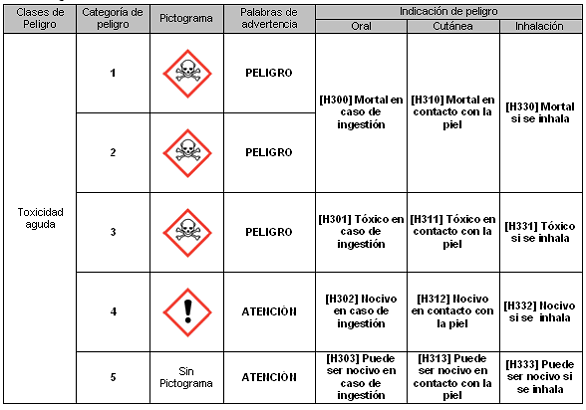 Clases de
Peligro
Categoría de
peligro
Pictograma
Palabras de
advertencia
Indicación de peligro
Oral
Cutánea
Inhalación
Toxicidad
aguda
1
PELIGRO
[H300] Mortal en
caso de
ingestión
[H310] Mortal en
contacto con la
piel
[H330] Mortal
si se inhala
2
PELIGRO
3
PELIGRO
[H301] Tóxico en
caso de
ingestión
[H311] Tóxico en
contacto con la
piel
[H331] Tóxico
si se inhala
4
ATENCIÓN
[H302] Nocivo
en caso de
ingestión
[H312] Nocivo
en contacto con
la piel
[H332] Nocivo
si se inhala
5
Sin
Pictograma
ATENCIÓN
[H303] Puede
ser nocivo en
caso de
ingestión
[H313] Puede
ser nocivo en
contacto con la
piel
[H333] Puede
ser nocivo si
se inhala